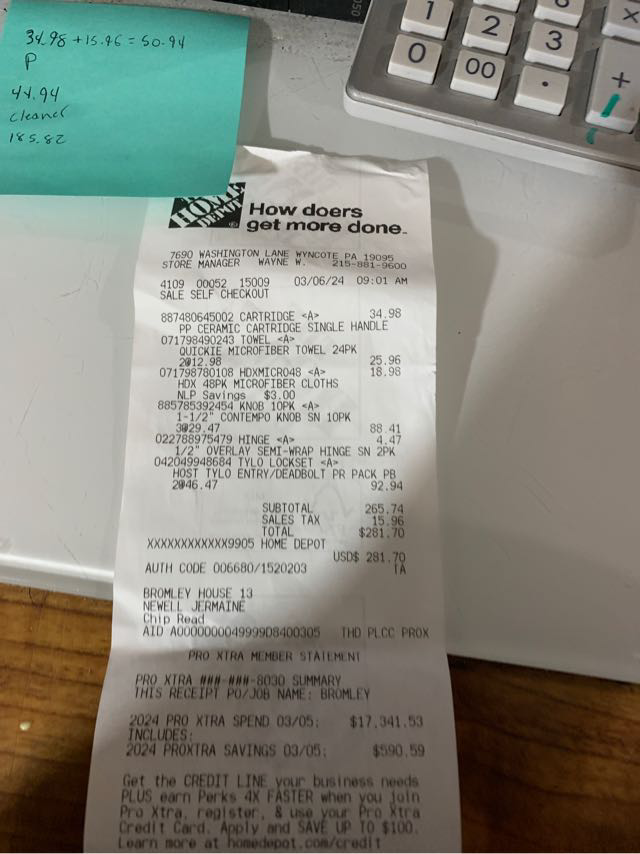 34.98 + 15.96 = 50.94
P
44.94
cleaned
185.82
1
2
3
0
00
.
+
THE
HOME
DEPOT
How doers
get more done.
7690 WASHINGTON LANE WYNCOTE PA 19095
STORE MANAGER WAYNE W. 215-881-9600
4109 00052 15009 03/06/24 09:01 AM
SALE SELF CHECKOUT
887480645002 CARTRIDGE <A> 34.98
PP CERAMIC CARTRIDGE SINGLE HANDLE
071798490243 TOWEL <A>
QUICKIE MICROFIBER TOWEL 24PK
2@12.98 25.96
071798780108 HDXMICRO48 <A> 18.98
HDX 48PK MICROFIBER CLOTHS
NLP Savings $3.00
885785392454 KNOB 10PK <A>
1-1/2" CONTEMPO KNOB SN 10PK
3@29.47 88.41
022788975479 HINGE <A> 4.47
1/2" OVERLAY SEMI-WRAP HINGE SN 2PK
042049948684 TYLO LOCKSET <A>
HOST TYLO ENTRY/DEADBOLT PR PACK PB
2@46.47 92.94
SUBTOTAL 265.74
SALES TAX 15.96
TOTAL $281.70
XXXXXXXXXXXX9905 HOME DEPOT
USD$ 281.70
AUTH CODE 006680/1520203 TA
BROMLEY HOUSE 13
NEWELL JERMAINE
Chip Read
AID A0000000049999D8400305 THD PLCC PROX
PRO XTRA MEMBER STATEMENT
PRO XTRA ###-###-8030 SUMMARY
THIS RECEIPT PO/JOB NAME: BROMLEY
2024 PRO XTRA SPEND 03/05: $17,341.53
INCLUDES:
2024 PROXTRA SAVINGS 03/05: $590.59
Get the CREDIT LINE your business needs
PLUS earn Perks 4X FASTER when you join
Pro Xtra, register, & use your Pro Xtra
Credit Card. Apply and SAVE UP TO $100.
Learn more at homedepot.com/credit